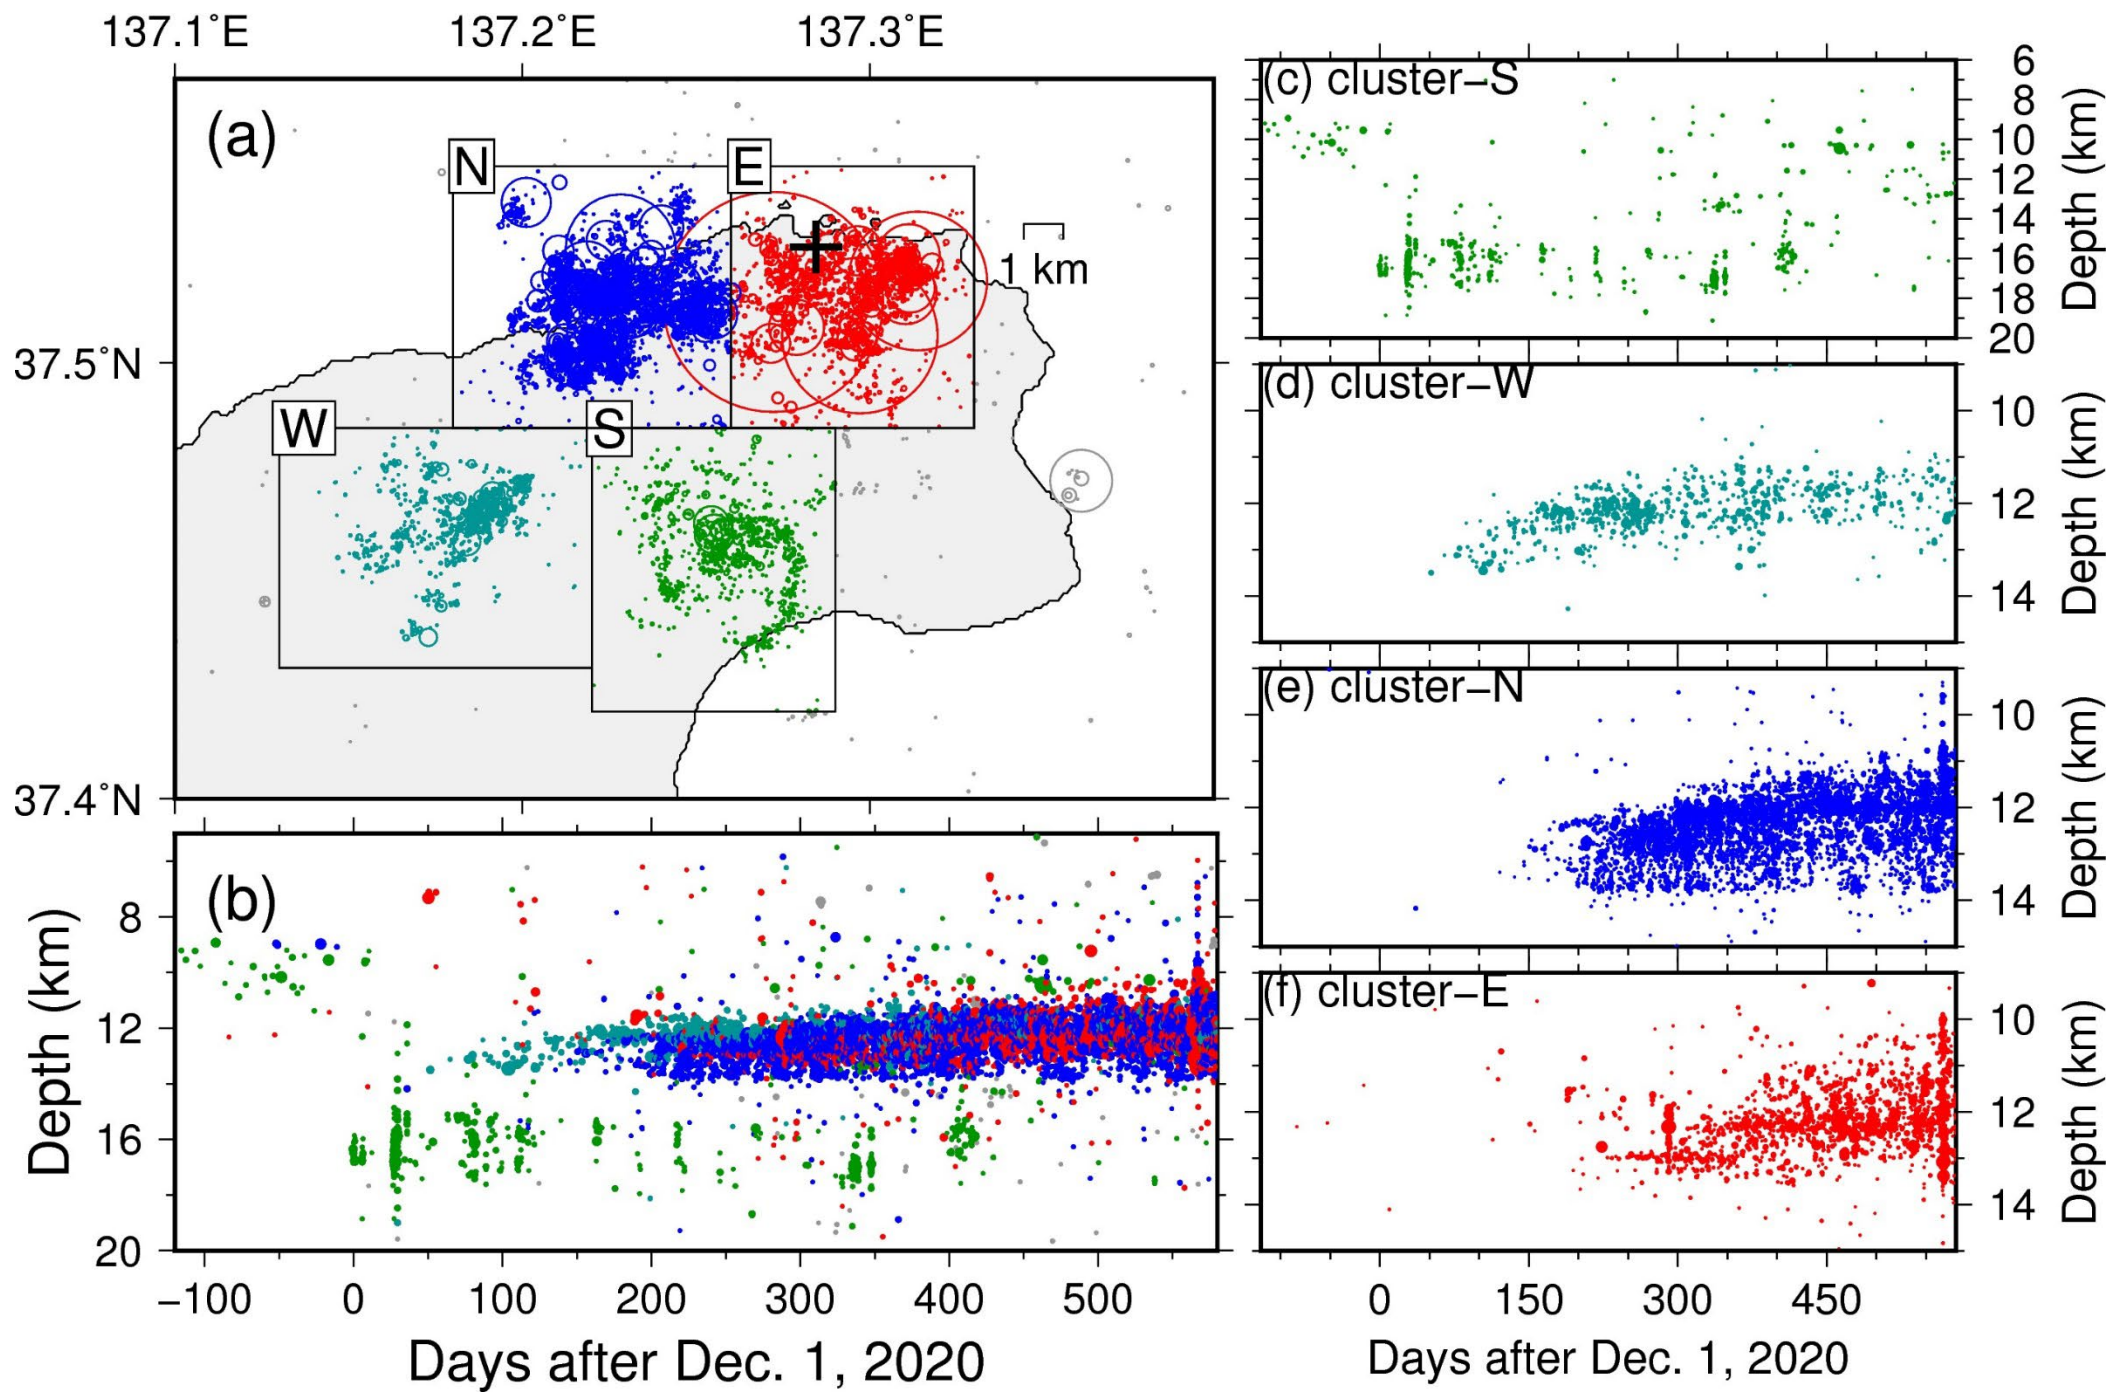 137.1˚E 137.2˚E 137.3˚E
(a)
N E
1 km
37.5˚N
W S
37.4˚N
(b)
8
12
16
20
Depth (km)
−100 0 100 200 300 400 500
Days after Dec. 1, 2020
(c) cluster−S
6
8
10
12
14
16
18
20
Depth (km)
(d) cluster−W
10
12
14
Depth (km)
(e) cluster−N
10
12
14
Depth (km)
(f) cluster−E
10
12
14
Depth (km)
0 150 300 450
Days after Dec. 1, 2020